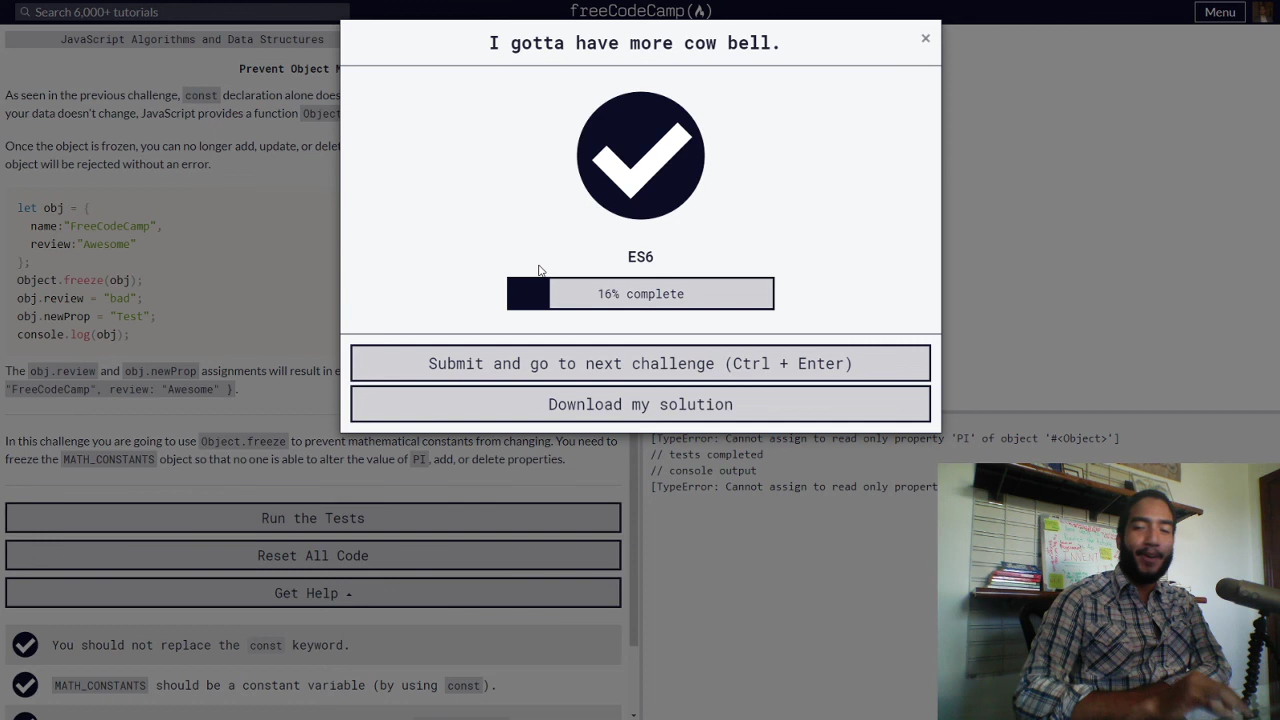 Search 6,000+ tutorials
freeCodeCamp
Menu
JavaScript Algorithms and Data Structures
Prevent Object
I gotta have more cow bell.
×
As seen in the previous challenge, const declaration alone does
your data doesn't change, JavaScript provides a function Object
Once the object is frozen, you can no longer add, update, or
object will be rejected without an error.
let obj = {
name:"FreeCodeCamp",
review:"Awesome"
};
Object.freeze(obj);
obj.review = "bad";
obj.newProp = "Test";
console.log(obj);
ES6
16% complete
Submit and go to next challenge (Ctrl + Enter)
Download my solution
The obj.review and obj.newProp assignments will result in
"FreeCodeCamp", review: "Awesome" }.
In this challenge you are going to use Object.freeze to prevent mathematical constants from changing. You need to
freeze the MATH_CONSTANTS object so that no one is able to alter the value of PI, add, or delete properties.
Run the Tests
Reset All Code
Get Help
You should not replace the const keyword.
MATH_CONSTANTS should be a constant variable (by using const).
[TypeError: Cannot assign to read only property 'PI' of object '#<Object>']
// tests completed
// console output
[TypeError: Cannot assign to read only